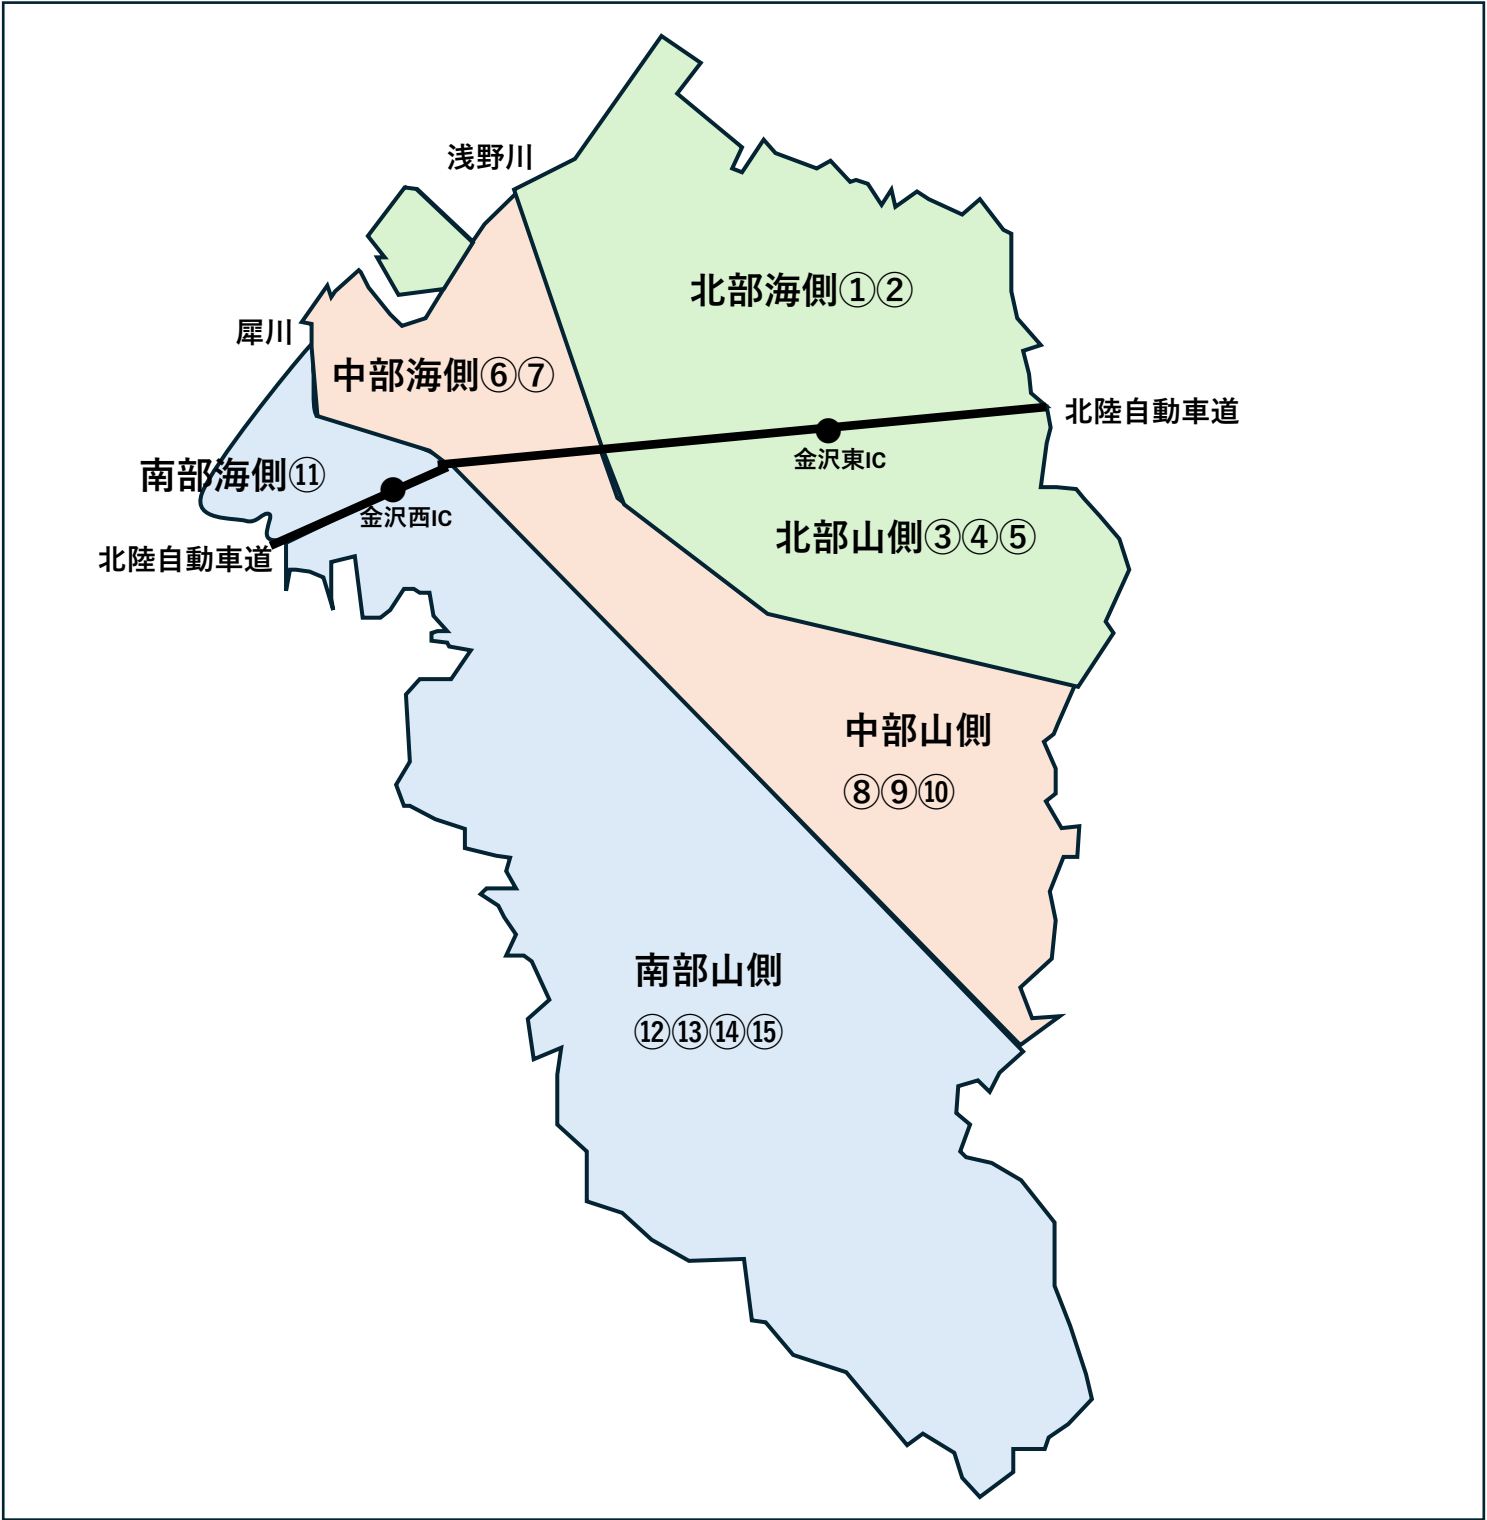 浅野川
北部海側①②
犀川
中部海側⑥⑦
北陸自動車道
金沢東IC
南部海側⑪
金沢西IC
北部山側③④⑤
北陸自動車道
中部山側
⑧⑨⑩
南部山側
⑫⑬⑭⑮